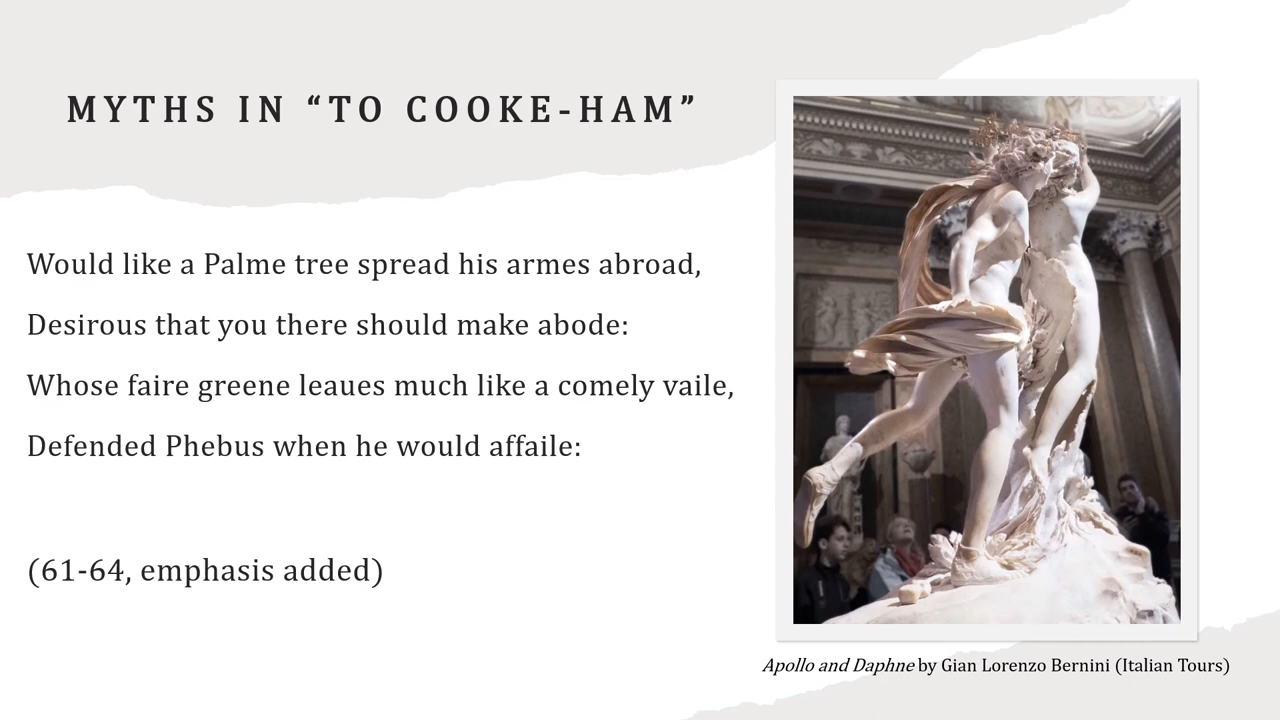 MYTHS IN “TO COOKE-HAM”
Would like a Palme tree spread his armes abroad,
Desirous that you there should make abode:
Whose faire greene leaues much like a comely vaile,
Defended Phebus when he would affaile:
(61-64, emphasis added)
Apollo and Daphne by Gian Lorenzo Bernini (Italian Tours)